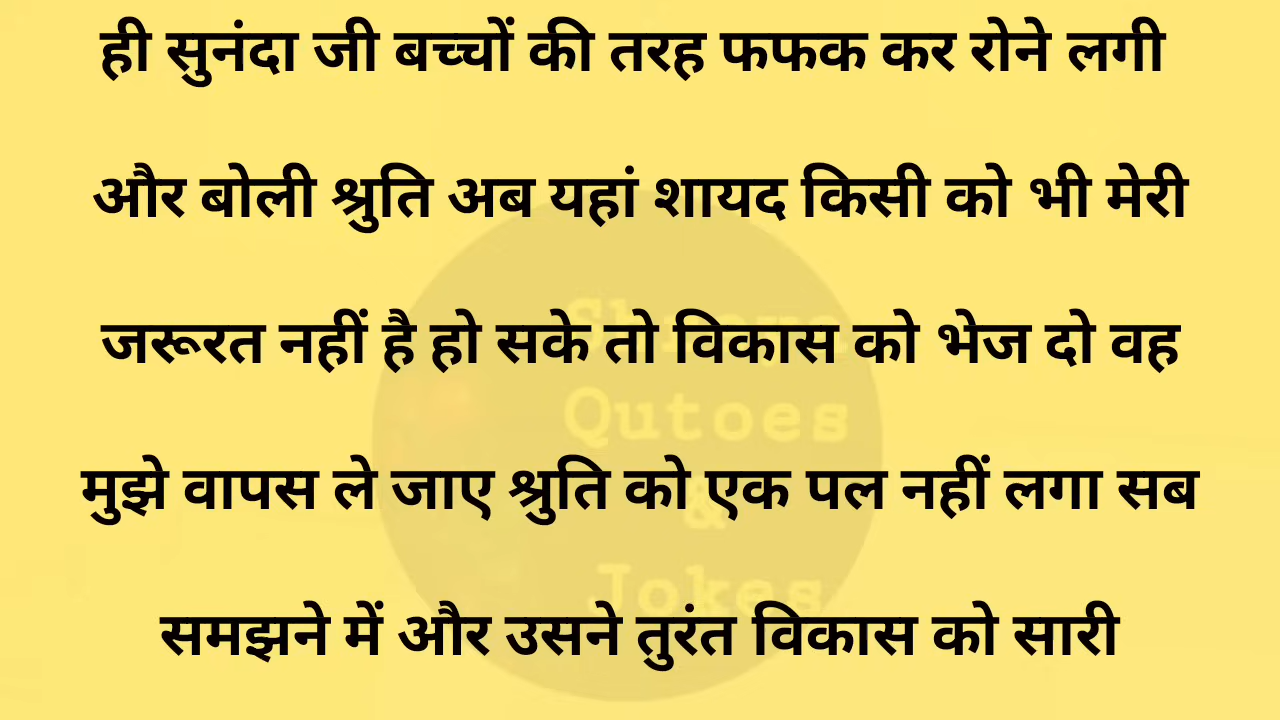 ही सुनंदा जी बच्चों की तरह फफक कर रोने लगी
और बोली श्रुति अब यहां शायद किसी को भी मेरी
जरूरत नहीं है हो सके तो विकास को भेज दो वह
Qutoes
मुझे वापस ले जाए श्रुति को एक पल नहीं लगा सब
&
Jokes
समझने में और उसने तुरंत विकास को सारी